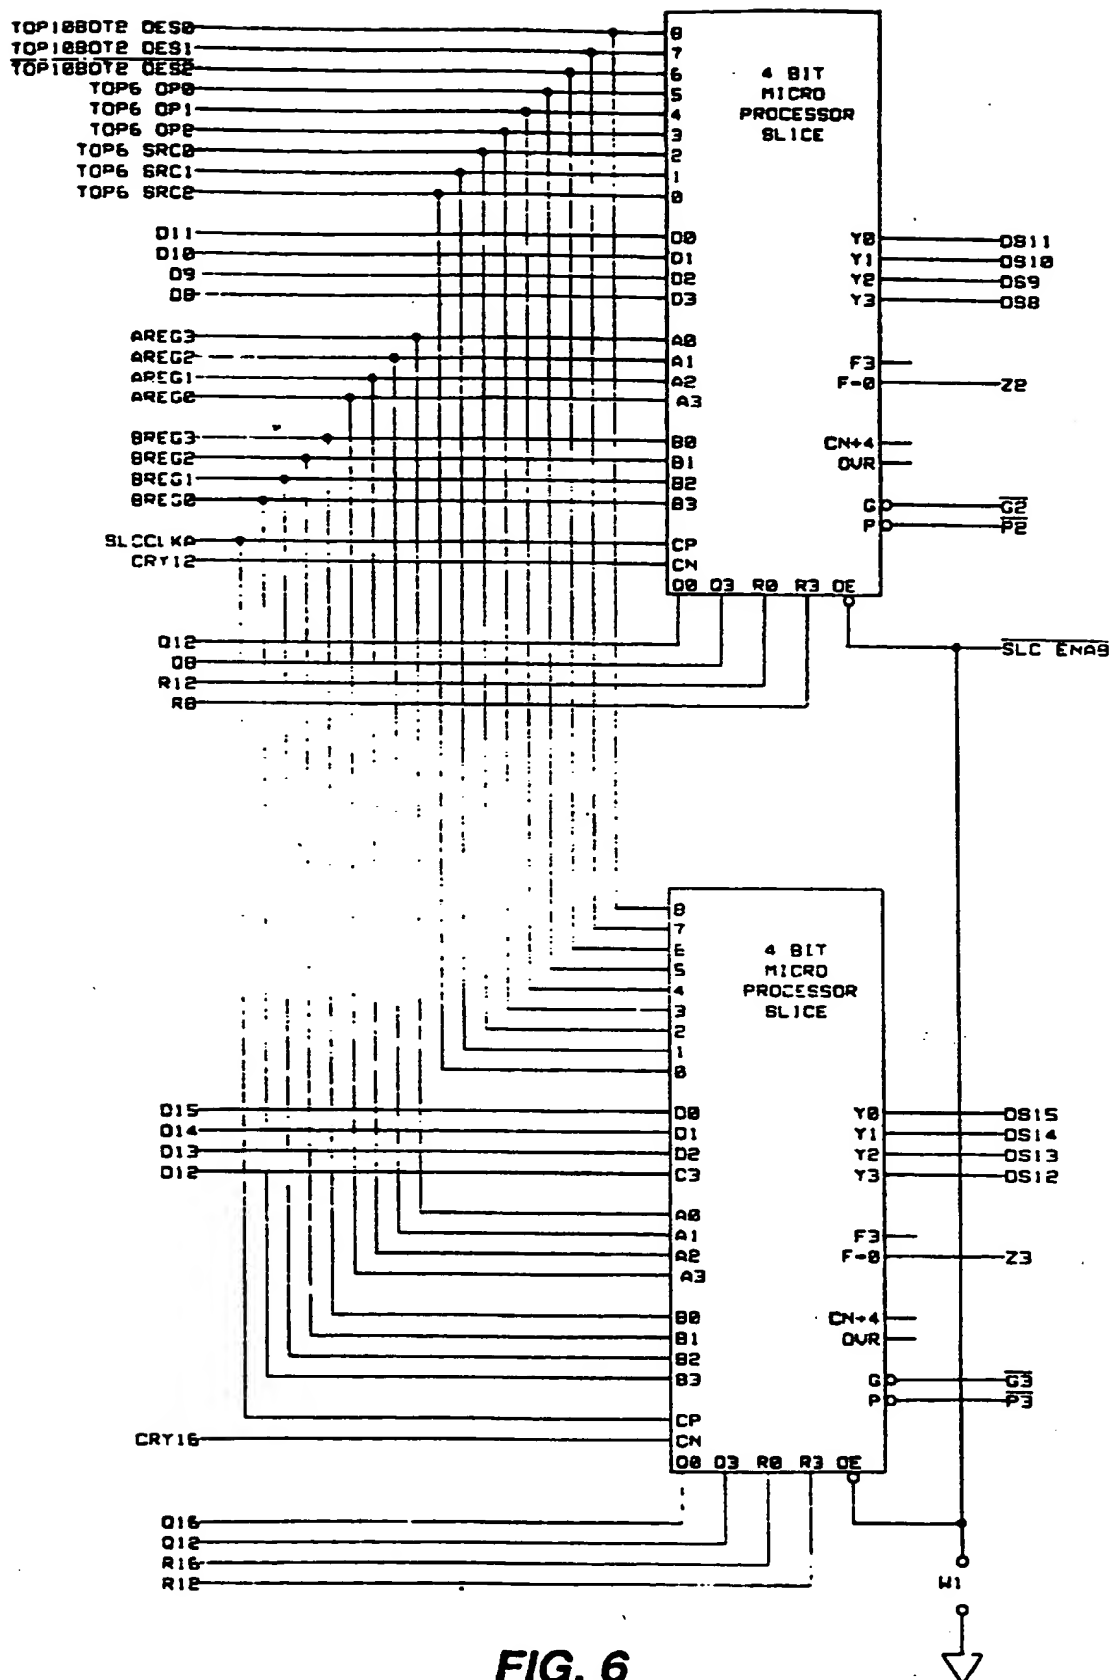 TOP10BOT2 DES0
TOP10BOT2 DES1
TOP10BOT2 DES2
TOP6 OP0
TOP6 OP1
TOP6 OP2
TOP6 SRC0
TOP6 SRC1
TOP6 SRC2
D11
D10
D9
D8
AREG3
AREG2
AREG1
AREG0
BREG3
BREG2
BREG1
BREG0
SLCCLKA
CRY12
Q12
Q8
R12
R8
8
7
6
5
4
3
2
1
0
D0
D1
D2
D3
A0
A1
A2
A3
B0
B1
B2
B3
CP
CN
Q0 Q3 R0 R3 OE
4 BIT
MICRO
PROCESSOR
SLICE
Y0
Y1
Y2
Y3
F3
F=0
CN+4
OVR
G
P
DS11
DS10
DS9
DS8
Z2
G2
P2
SLC ENAB
8
7
6
5
4
3
2
1
0
D0
D1
D2
C3
A0
A1
A2
A3
B0
B1
B2
B3
CP
CN
Q0 Q3 R0 R3 OE
4 BIT
MICRO
PROCESSOR
SLICE
D15
D14
D13
D12
CRY16
Q16
Q12
R16
R12
Y0
Y1
Y2
Y3
F3
F=0
CN+4
OVR
G
P
DS15
DS14
DS13
DS12
Z3
G3
P3
W1
FIG. 6